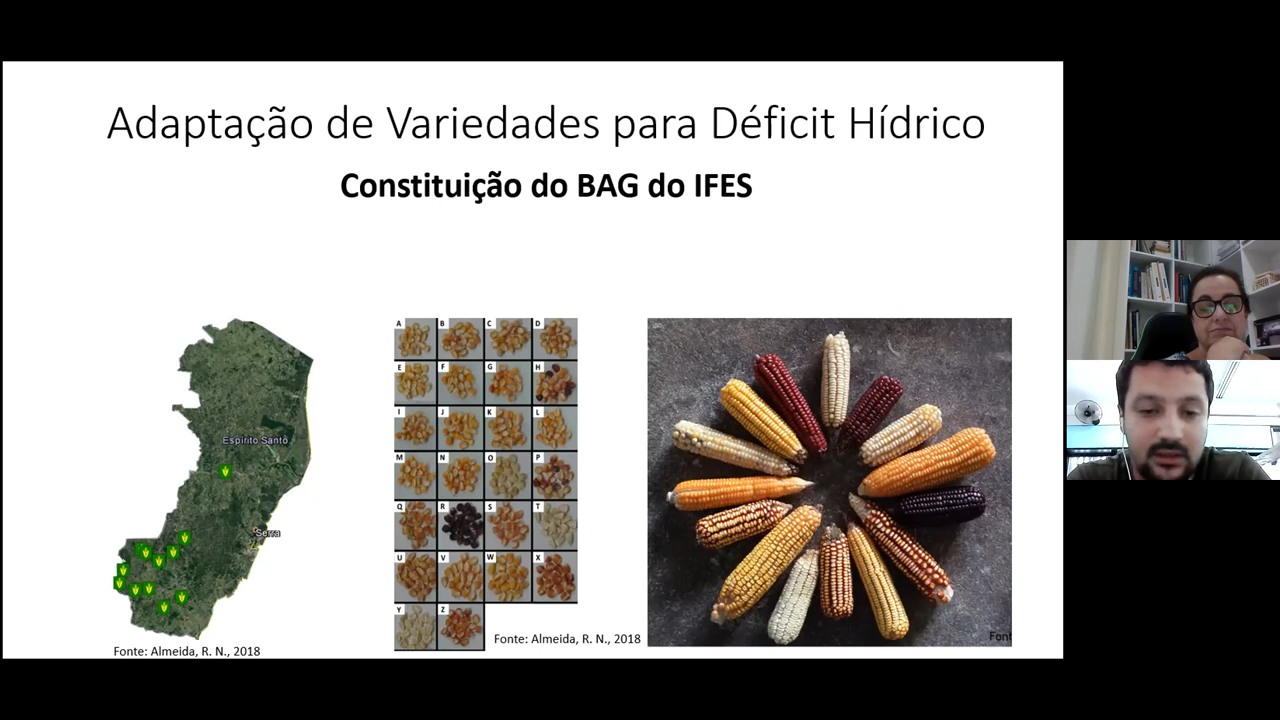 Adaptação de Variedades para Déficit Hídrico
Constituição do BAG do IFES
Espírito Santo
Serra
A B C D
E F G H
I J K L
M N O P
Q R S T
U V W X
Y Z
Fonte: Almeida, R. N., 2018
Fonte: Almeida, R. N., 2018
Font